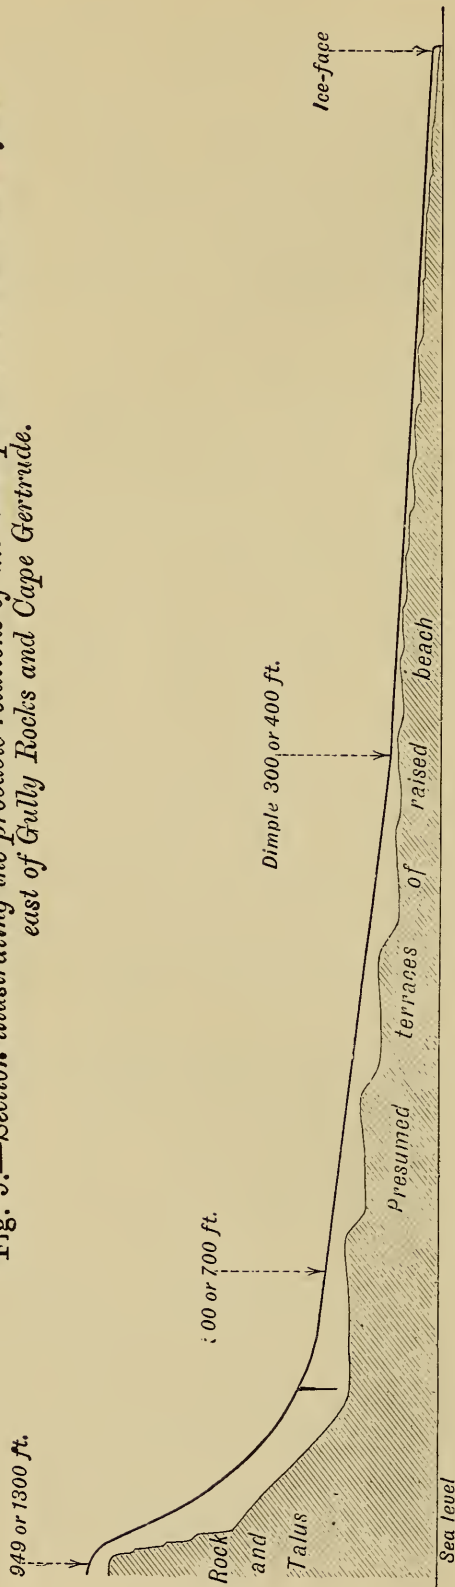 Fig. 5.—Section illustrating the probable relations of the
east of Gully Rocks and Cape Gertrude.
949 or 1300 ft.
00 or 700 ft.
Dimple 300 or 400 ft.
Ice-face
Rock
and
Talus
Presumed terraces of raised beach
Sea level